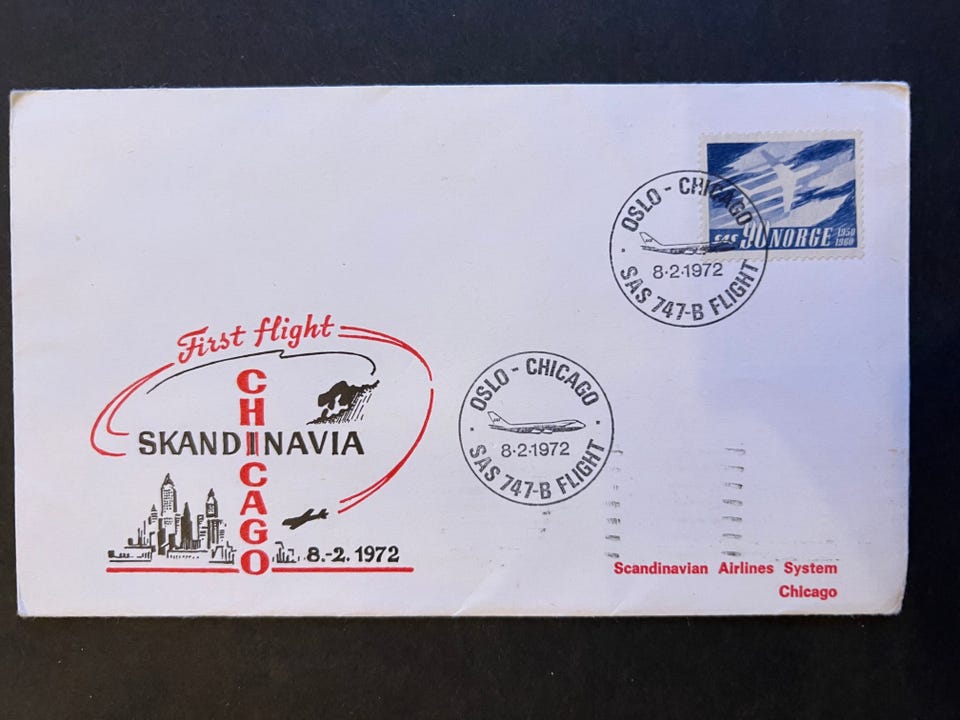 SAS 90 NORGE 1950
1960
OSLO - CHICAGO
8·2·1972
SAS 747-B FLIGHT
First flight
CHICAGO
SKANDINAVIA
8.-2. 1972
OSLO - CHICAGO
8·2·1972
SAS 747-B FLIGHT
Scandinavian Airlines System
Chicago